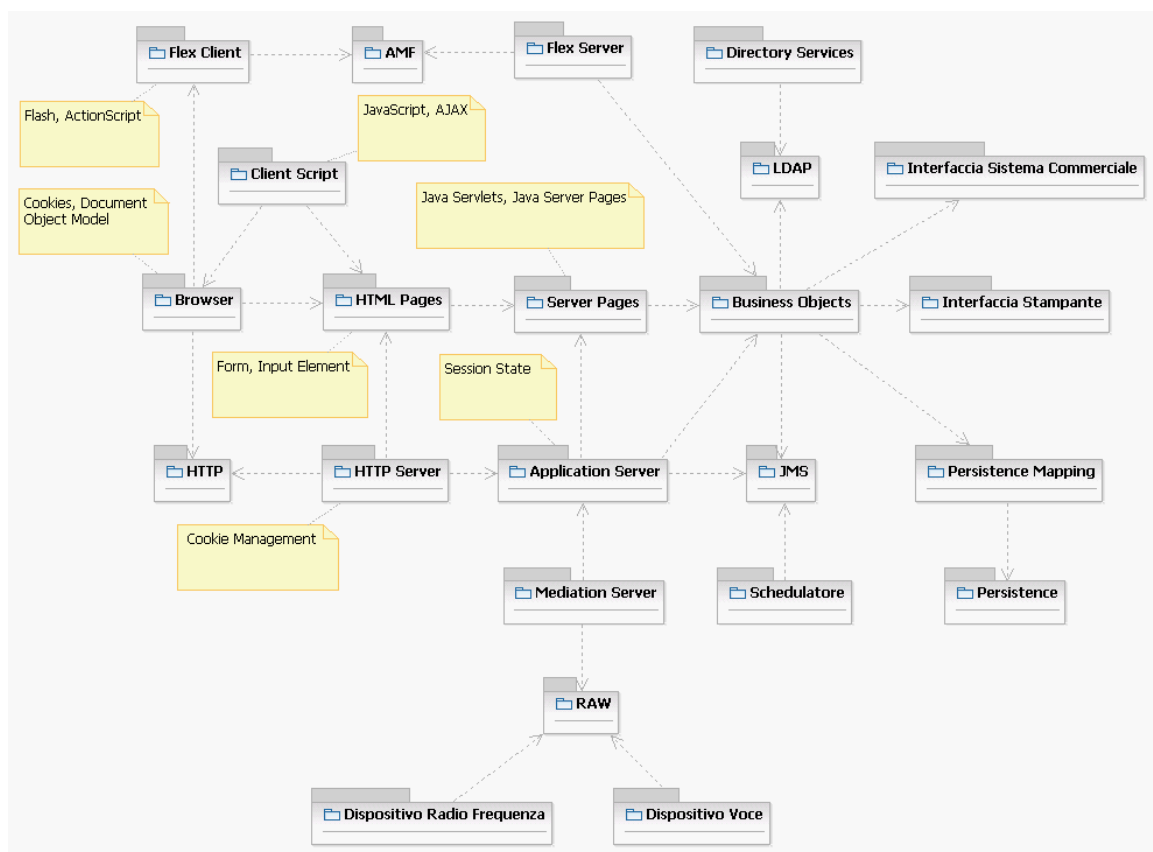 Flex Client
AMF
Flex Server
Directory Services
Flash, ActionScript
JavaScript, AJAX
Client Script
LDAP
Interfaccia Sistema Commerciale
Cookies, Document
Object Model
Java Servlets, Java Server Pages
Browser
HTML Pages
Server Pages
Business Objects
Interfaccia Stampante
Form, Input Element
Session State
HTTP
HTTP Server
Application Server
JMS
Persistence Mapping
Cookie Management
Mediation Server
Schedulatore
Persistence
RAW
Dispositivo Radio Frequenza
Dispositivo Voce